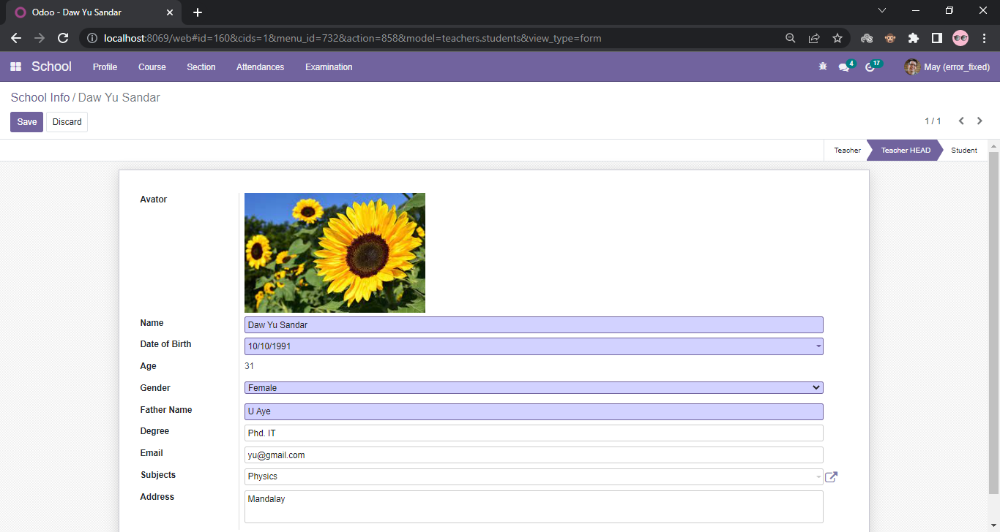 Odoo - Daw Yu Sandar
localhost:8069/web#id=160&cids=1&menu_id=732&action=858&model=teachers.students&view_type=form
School Profile Course Section Attendances Examination 4 17 May (error_fixed)
School Info / Daw Yu Sandar
Save Discard 1 / 1
Teacher Teacher HEAD Student
Avator
Name Daw Yu Sandar
Date of Birth 10/10/1991
Age 31
Gender Female
Father Name U Aye
Degree Phd. IT
Email yu@gmail.com
Subjects Physics
Address Mandalay